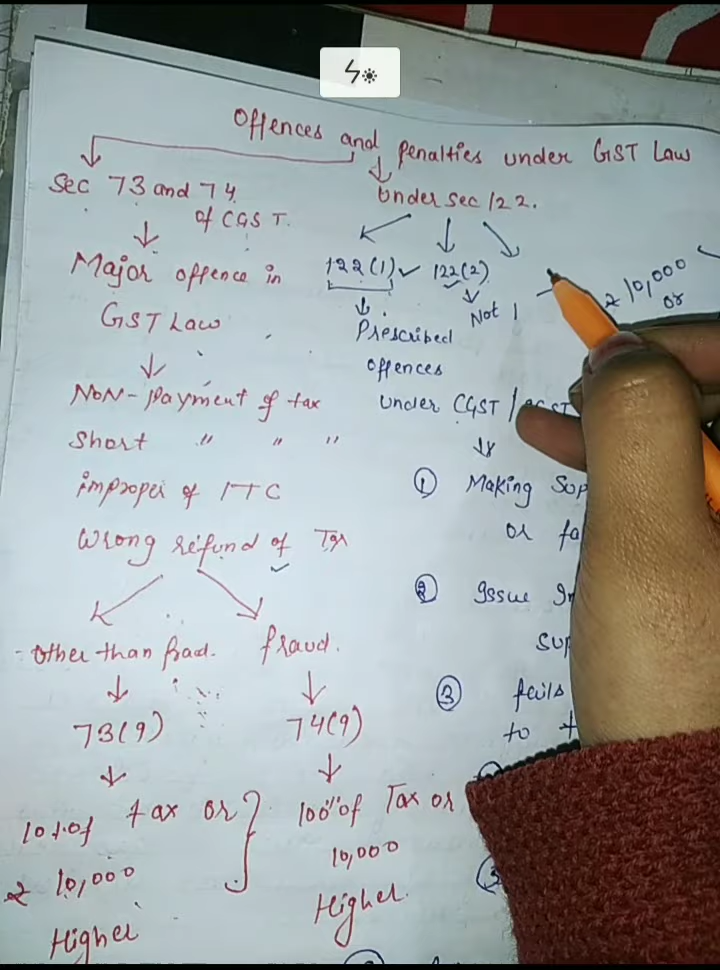 Offences and penalties under GST Law
Sec 73 and 74
of CGST.
Major offence in
GST Law
Non-payment of tax
Short " " "
improper of ITC
Wrong refund of
Other than fraud. fraud.
73(9) 74(9)
10% of tax or
₹ 10,000
Higher
100% of Tax or
10,000
Higher.
Under sec 122.
122(1) ✓ 122(2)
Prescribed
offences
under CGST /
Not
₹ 10,000
or
① Making
or
② Issue
③ fails
to